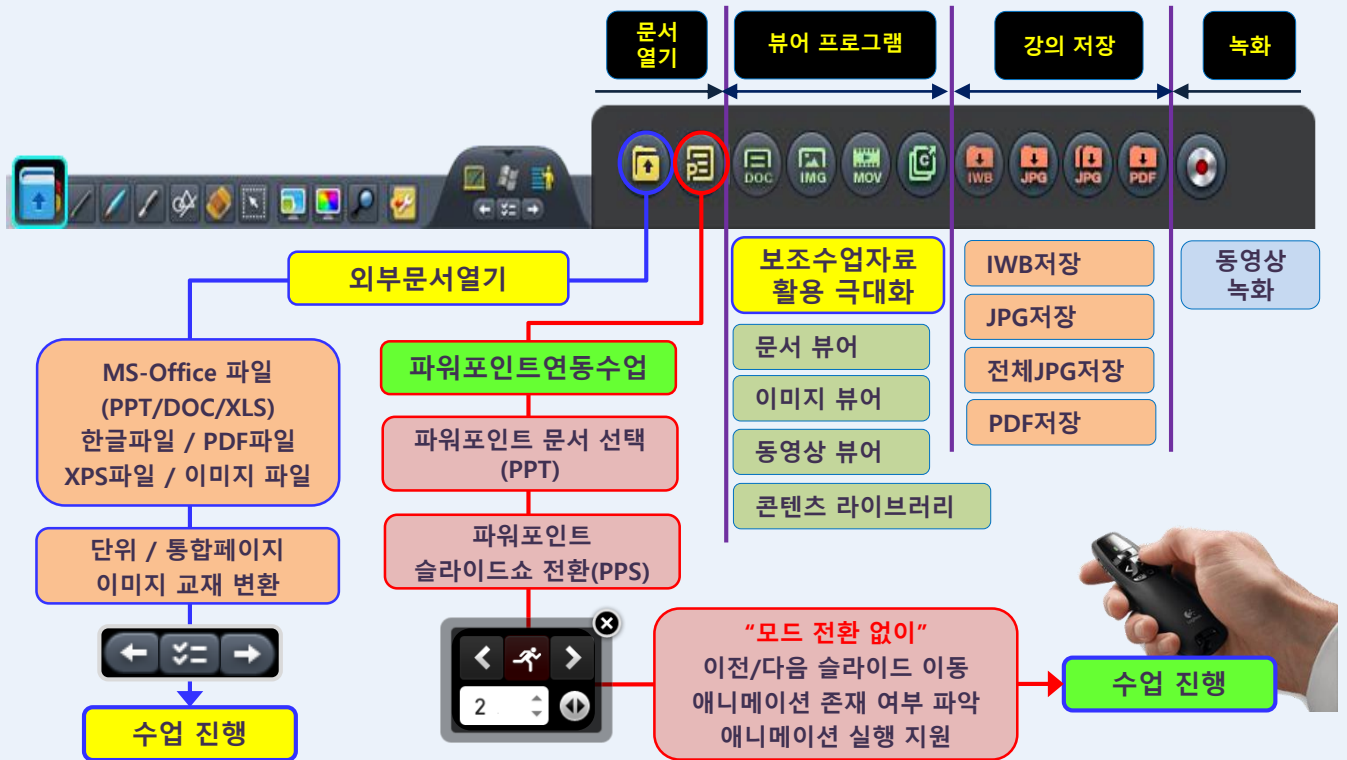 문서
열기
뷰어 프로그램
강의 저장
녹화
DOC
IMG
MOV
C
IWB
JPG
JPG
PDF
외부문서열기
MS-Office 파일
(PPT/DOC/XLS)
한글파일 / PDF파일
XPS파일 / 이미지 파일
단위 / 통합페이지
이미지 교재 변환
수업 진행
파워포인트연동수업
파워포인트 문서 선택
(PPT)
파워포인트
슬라이드쇼 전환(PPS)
2
“모드 전환 없이”
이전/다음 슬라이드 이동
애니메이션 존재 여부 파악
애니메이션 실행 지원
수업 진행
보조수업자료
활용 극대화
문서 뷰어
이미지 뷰어
동영상 뷰어
콘텐츠 라이브러리
IWB저장
JPG저장
전체JPG저장
PDF저장
동영상
녹화